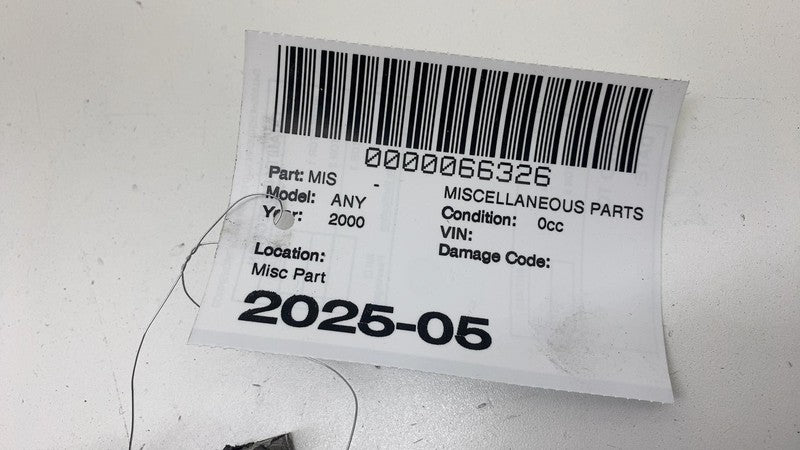 0000066326
Part: MIS -
MISCELLANEOUS PARTS
Model: ANY
Condition: 0cc
Year: 2000
VIN:
Damage Code:
Location:
Misc Part
2025-05